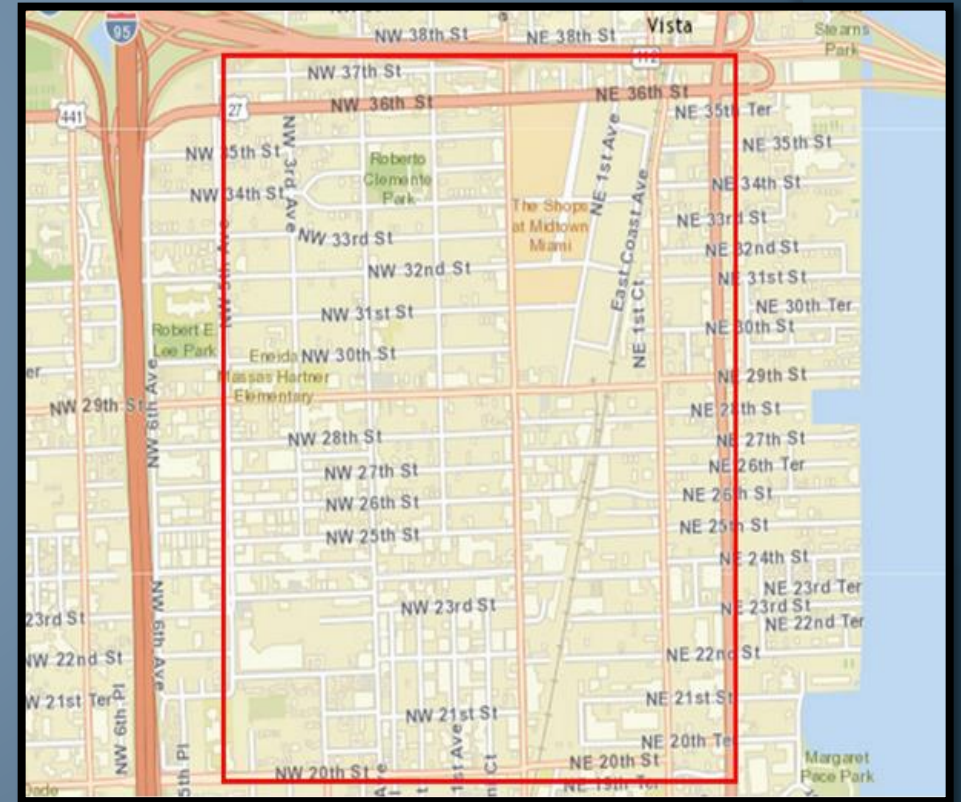 Vista
95
NW 38th St
NE 38th St
Stearns
Park
112
NW 37th St
27
NW 36th St
NE 36th St
441
NE 35th Ter
NW 3rd Ave
NE 1st Ave
NW 35th St
NE 35th St
Roberto
Clemente
Park
NW 34th St
NE 34th St
East Coast Ave
The Shops
at Midtown
Miami
NE 33rd St
NW 33rd St
NE 32nd St
NW 32nd St
NE 31st St
NE 1st Ct
NW 31st St
NE 30th Ter
NE 30th St
Robert E
Lee Park
NW 30th St
Eneida
Massas Hartner
Elementary
er
NE 29th St
NW 29th St
NW 6th Ave
NE 28th St
NW 28th St
NE 27th St
NW 27th St
NE 26th Ter
NE 26th St
NW 26th St
NE 25th St
NW 25th St
NE 24th St
NE 23rd Ter
NW 6th Ave
NW 23rd St
NE 23rd St
23rd St
NE 22nd Ter
NW 22nd St
NE 22nd St
W 21st Ter
NW 6th Pl
NE 21st St
NW 21st St
NE 20th Te
5th Pl
1st Ave
NE 20th St
NW 20th St
Margaret
Pace Park
NE 19th Ter
Dade